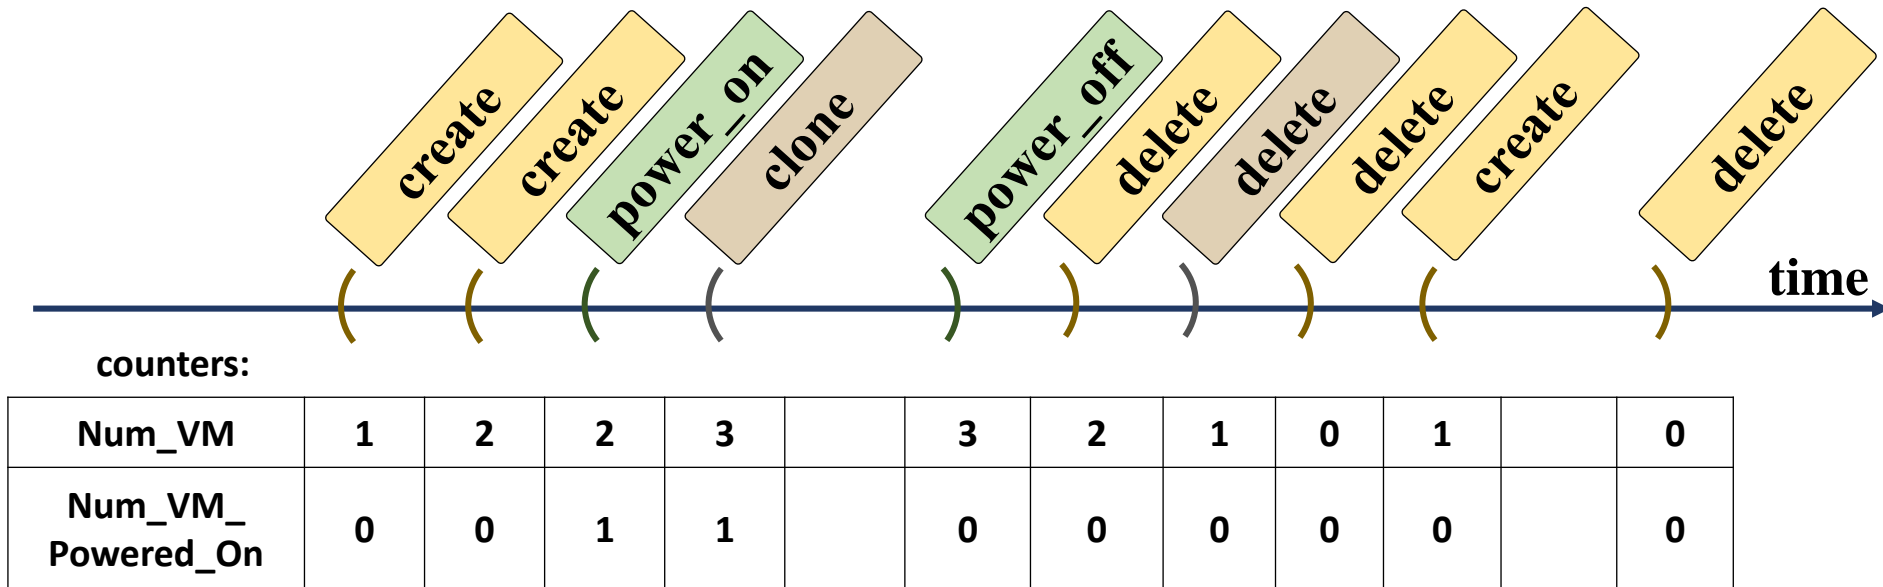 create
create
power_on
clone
power_off
delete
delete
delete
create
delete
time
counters:
Num_VM 1 2 2 3 3 2 1 0 1 0
Num_VM_
Powered_On 0 0 1 1 0 0 0 0 0 0